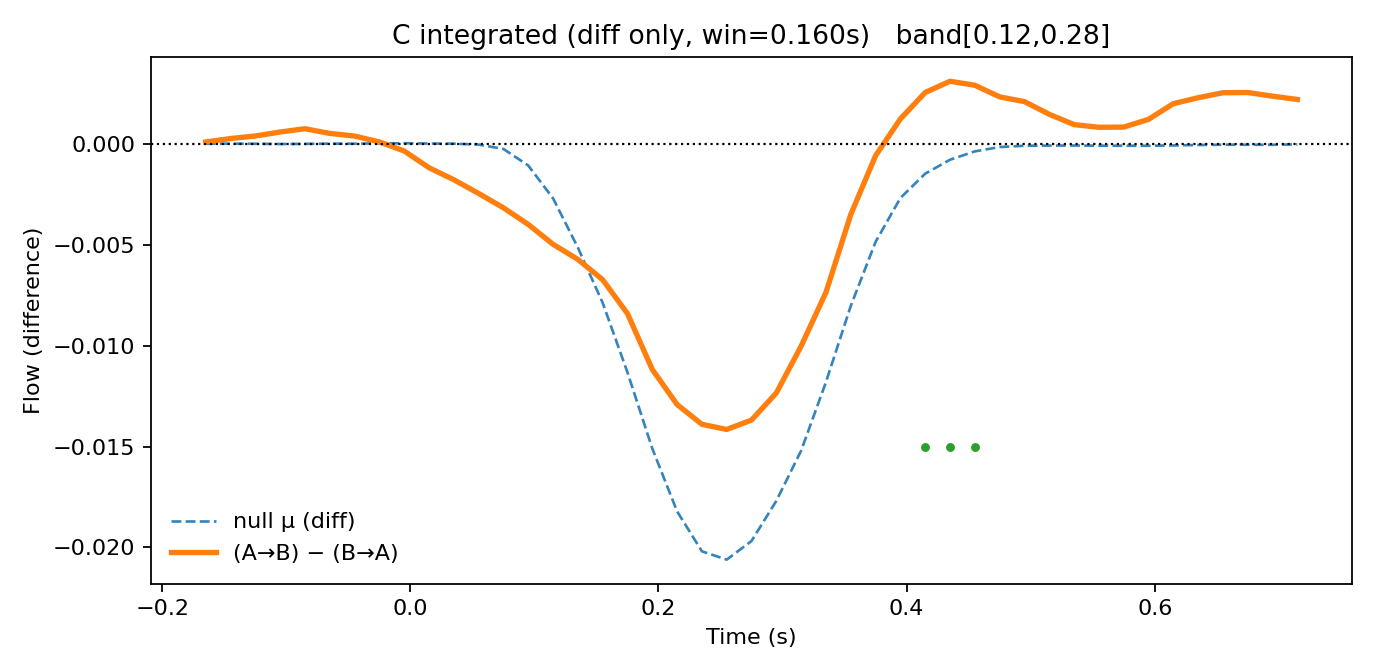 C integrated (diff only, win=0.160s)   band[0.12,0.28]
Flow (difference)
0.000
−0.005
−0.010
−0.015
−0.020
null μ (diff)
(A→B) − (B→A)
−0.2
0.0
0.2
0.4
0.6
Time (s)